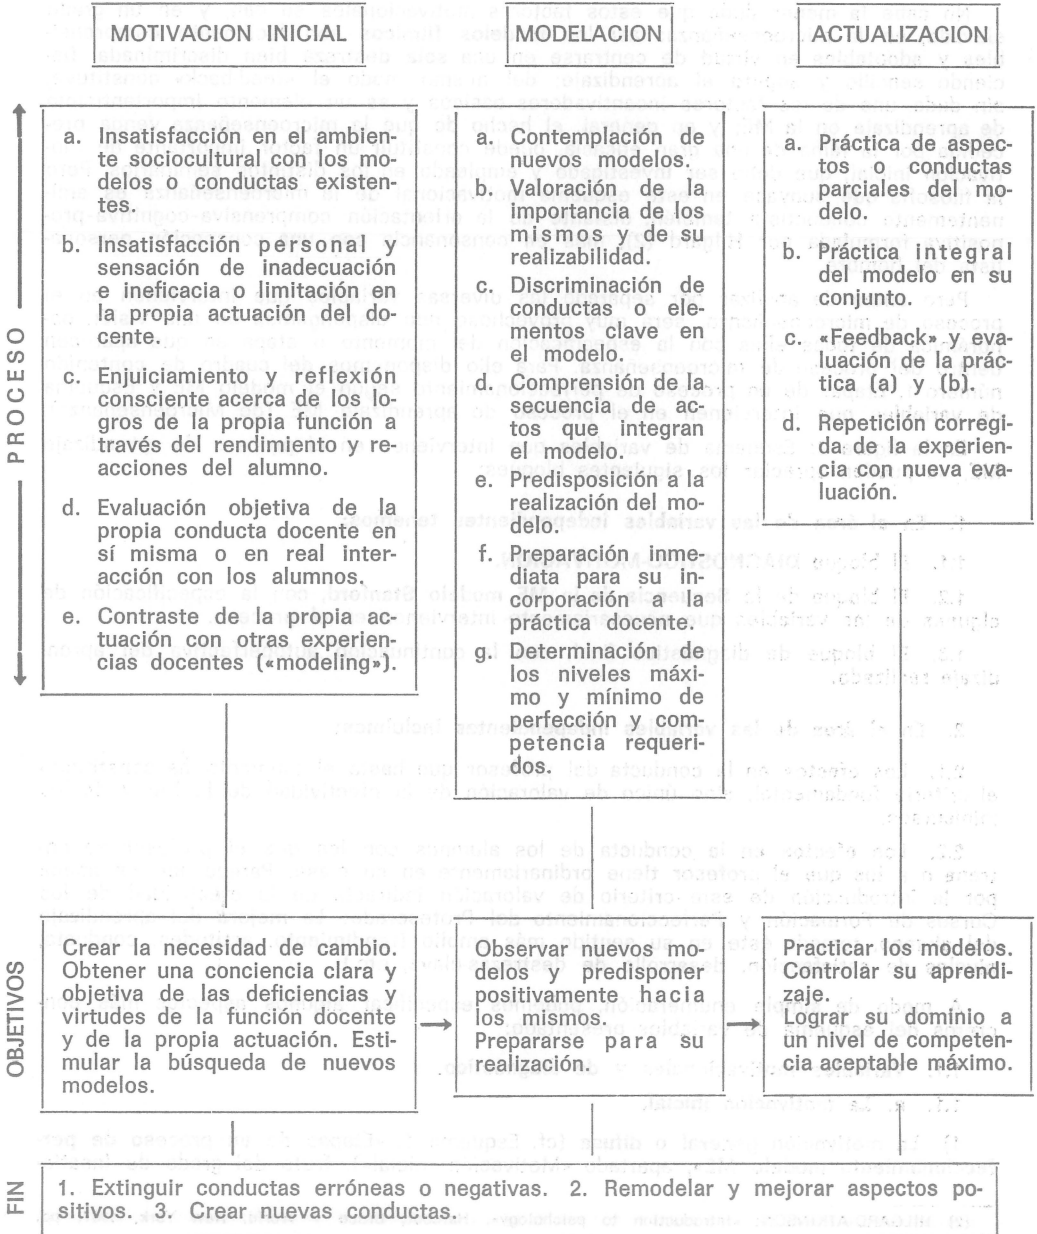 MOTIVACION INICIAL
MODELACION
ACTUALIZACION
PROCESO
a. Insatisfacción en el ambien-
te sociocultural con los mo-
delos o conductas existen-
tes.
b. Insatisfacción personal y
sensación de inadecuación
e ineficacia o limitación en
la propia actuación del do-
cente.
c. Enjuiciamiento y reflexión
consciente acerca de los lo-
gros de la propia función a
través del rendimiento y re-
acciones del alumno.
d. Evaluación objetiva de la
propia conducta docente en
sí misma o en real inter-
acción con los alumnos.
e. Contraste de la propia ac-
tuación con otras experien-
cias docentes («modeling»).
a. Contemplación de
nuevos modelos.
b. Valoración de la
importancia de los
mismos y de su
realizabilidad.
c. Discriminación de
conductas o ele-
mentos claves en
el modelo.
d. Comprensión de la
secuencia de ac-
tos que integran
el modelo.
e. Predisposición a la
realización del mo-
delo.
f. Preparación inme-
diata para su in-
corporación a la
práctica docente.
g. Determinación de
los niveles máxi-
mo y mínimo de
perfección y com-
petencia requeri-
dos.
a. Práctica de aspec-
tos o conductas
parciales del mo-
delo.
b. Práctica integral
del modelo en su
conjunto.
c. «Feedback» y eva-
luación de la prác-
tica (a) y (b).
d. Repetición corregi-
da de la experien-
cia con nueva eva-
luación.
OBJETIVOS
Crear la necesidad de cambio.
Obtener una conciencia clara y
objetiva de las deficiencias y
virtudes de la función docente
y de la propia actuación. Esti-
mular la búsqueda de nuevos
modelos.
Observar nuevos mo-
delos y predisponer
positivamente hacia
los mismos.
Prepararse para su
realización.
Practicar los modelos.
Controlar su aprendi-
zaje.
Lograr su dominio a
un nivel de competen-
cia aceptable máximo.
FIN
1. Extinguir conductas erróneas o negativas. 2. Remodelar y mejorar aspectos po-
sitivos. 3. Crear nuevas conductas.